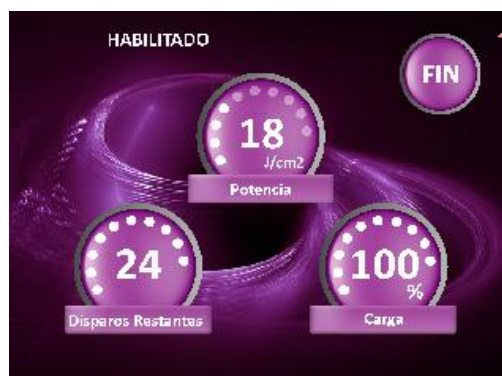 HABILITADO
FIN
18
J/cm2
Potencia
24
Disparos Restantes
100
%
Carga